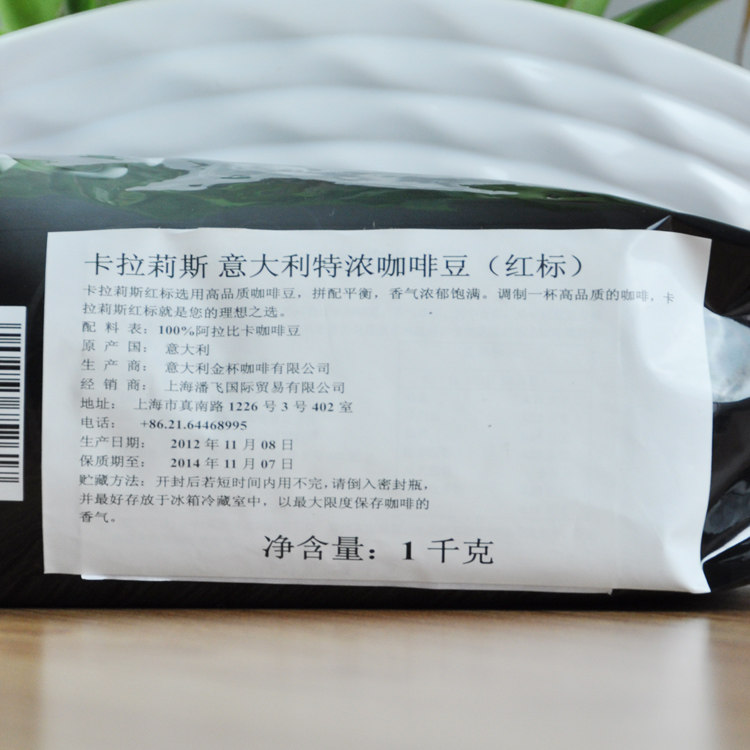 卡拉莉斯 意大利特浓咖啡豆（红标）
卡拉莉斯红标选用高品质咖啡豆，拼配平衡，香气浓郁饱满。调制一杯高品质的咖啡，卡
拉莉斯红标就是您的理想之选。
配 料 表：100%阿拉比卡咖啡豆
原 产 国： 意大利
生 产 商： 意大利金杯咖啡有限公司
经 销 商： 上海潘飞国际贸易有限公司
地址： 上海市真南路 1226 号 3 号 402 室
电话： +86.21.64468995
生产日期： 2012 年 11 月 08 日
保质期至： 2014 年 11 月 07 日
贮藏方法：开封后若短时间内用不完,请倒入密封瓶,
并最好存放于冰箱冷藏室中，以最大限度保存咖啡的
香气。
净含量：1 千克